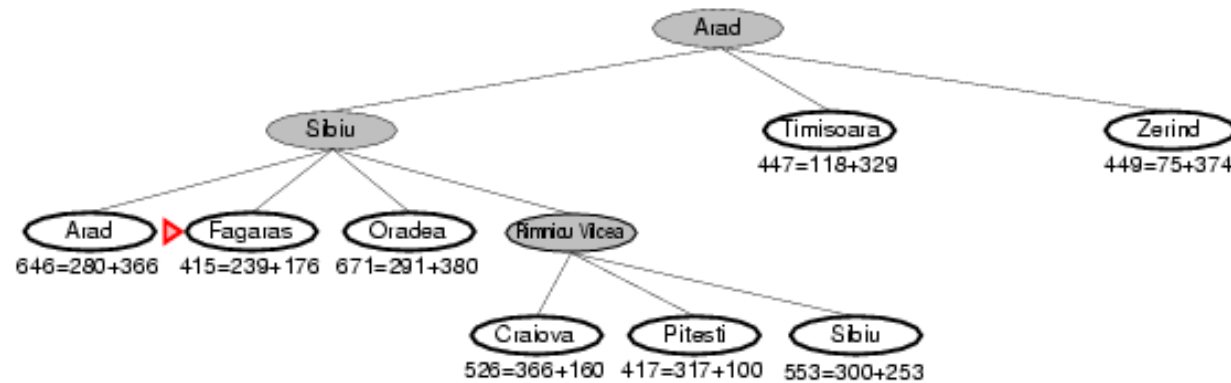 Arad
Sibiu
Timisoara
Zerind
447=118+329
449=75+374
Arad
Fagaras
Oradea
Rimnicu Vilcea
646=280+366
415=239+176
671=291+380
Craiova
Pitesti
Sibiu
526=366+160
417=317+100
553=300+253